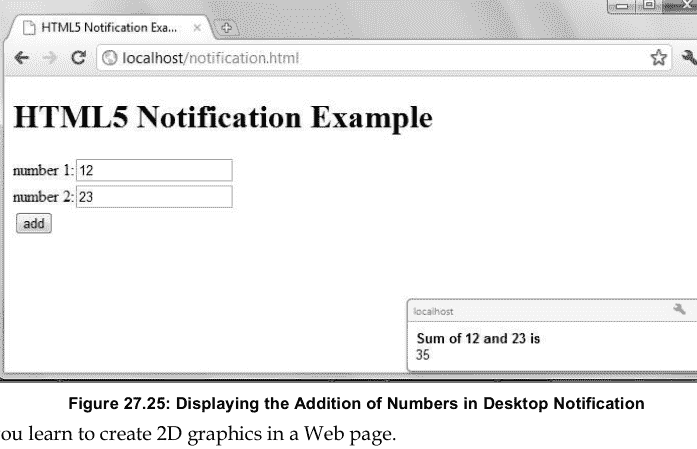 HTML5 Notification Exa...
localhost/notification.html
HTML5 Notification Example
number 1: 12
number 2: 23
add
localhost
Sum of 12 and 23 is
35
Figure 27.25: Displaying the Addition of Numbers in Desktop Notification
ou learn to create 2D graphics in a Web page.